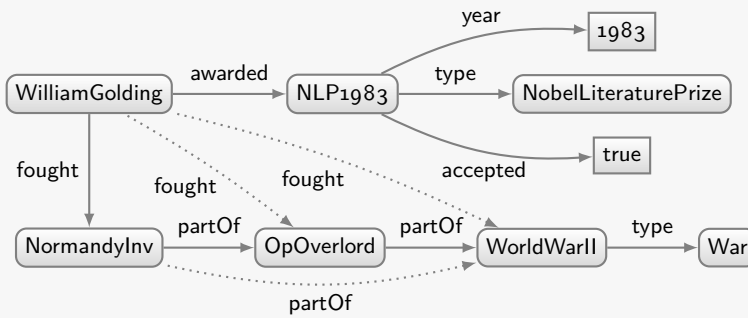 year
1983
awarded
type
WilliamGolding
NLP1983
NobelLiteraturePrize
true
fought
accepted
fought
fought
partOf
partOf
type
NormandyInv
OpOverlord
WorldWarII
War
partOf